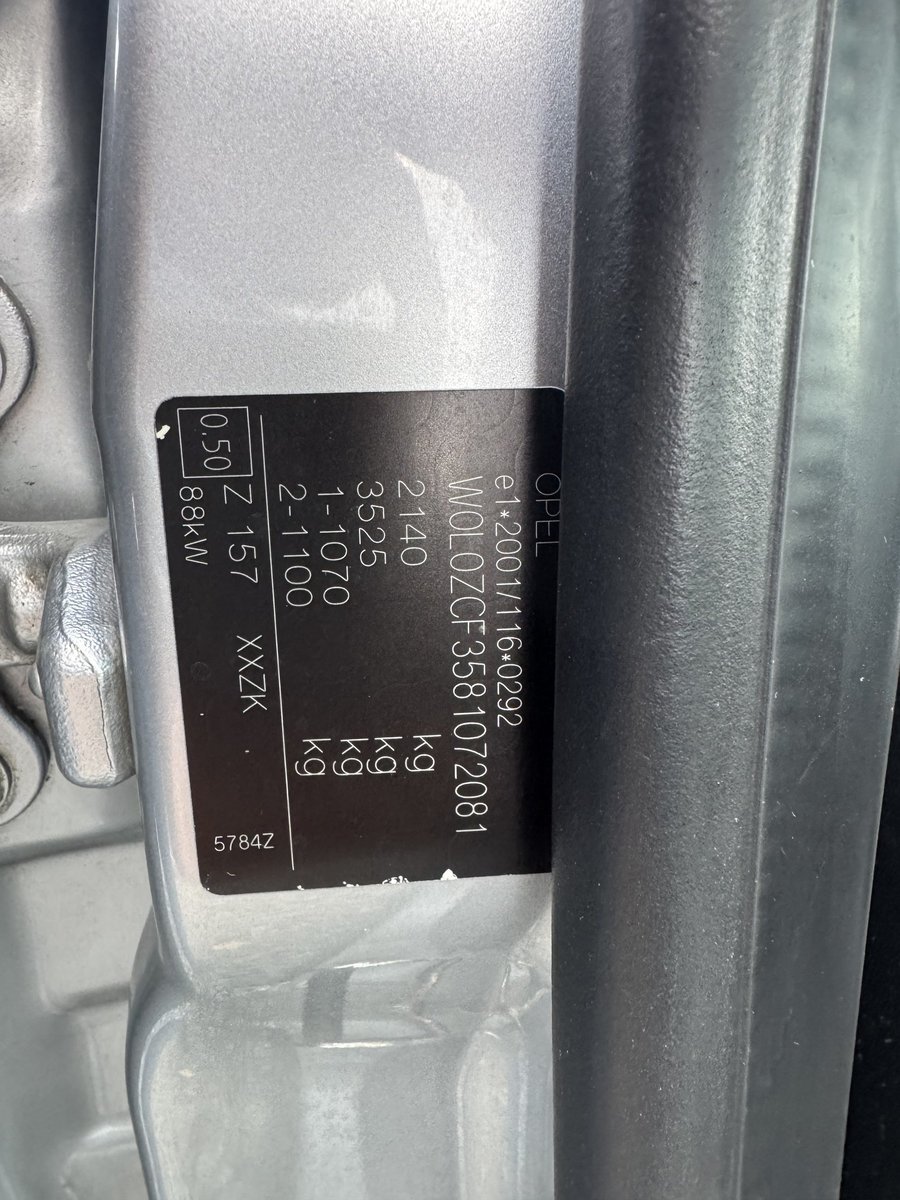 OPEL
e1*2001/116*0292
W0L0ZCF3581072081
2140 kg
3525 kg
1-1070 kg
2-1100 kg
0.50 Z 157 XXZK
88kW 5784Z